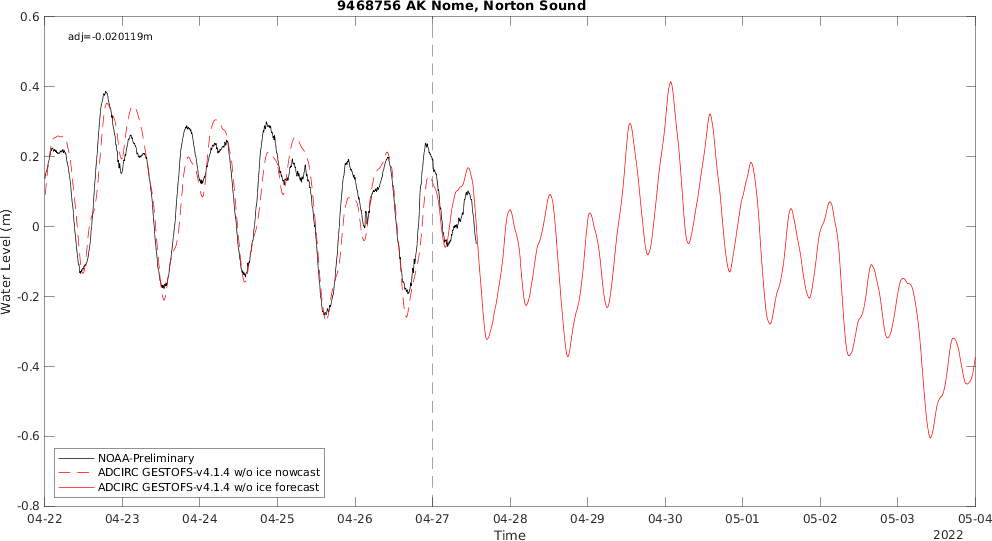 9468756 AK Nome, Norton Sound
adj=-0.020119m
0.6
0.4
0.2
0
-0.2
-0.4
-0.6
-0.8
Water Level (m)
NOAA-Preliminary
ADCIRC GESTOFS-v4.1.4 w/o ice nowcast
ADCIRC GESTOFS-v4.1.4 w/o ice forecast
04-22 04-23 04-24 04-25 04-26 04-27 04-28 04-29 04-30 05-01 05-02 05-03 05-04
Time
2022